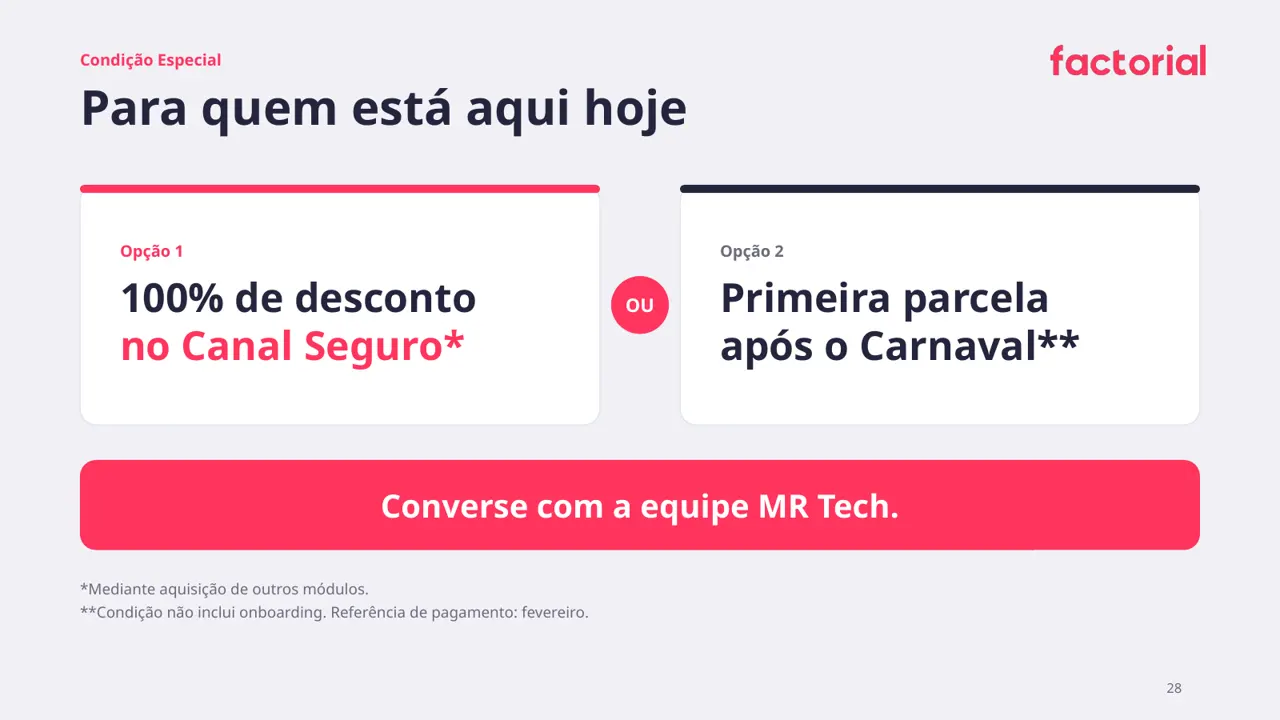 Condição Especial
factorial
Para quem está aqui hoje
Opção 1
100% de desconto
no Canal Seguro*
OU
Opção 2
Primeira parcela
após o Carnaval**
Converse com a equipe MR Tech.
*Mediante aquisição de outros módulos.
**Condição não inclui onboarding. Referência de pagamento: fevereiro.
28